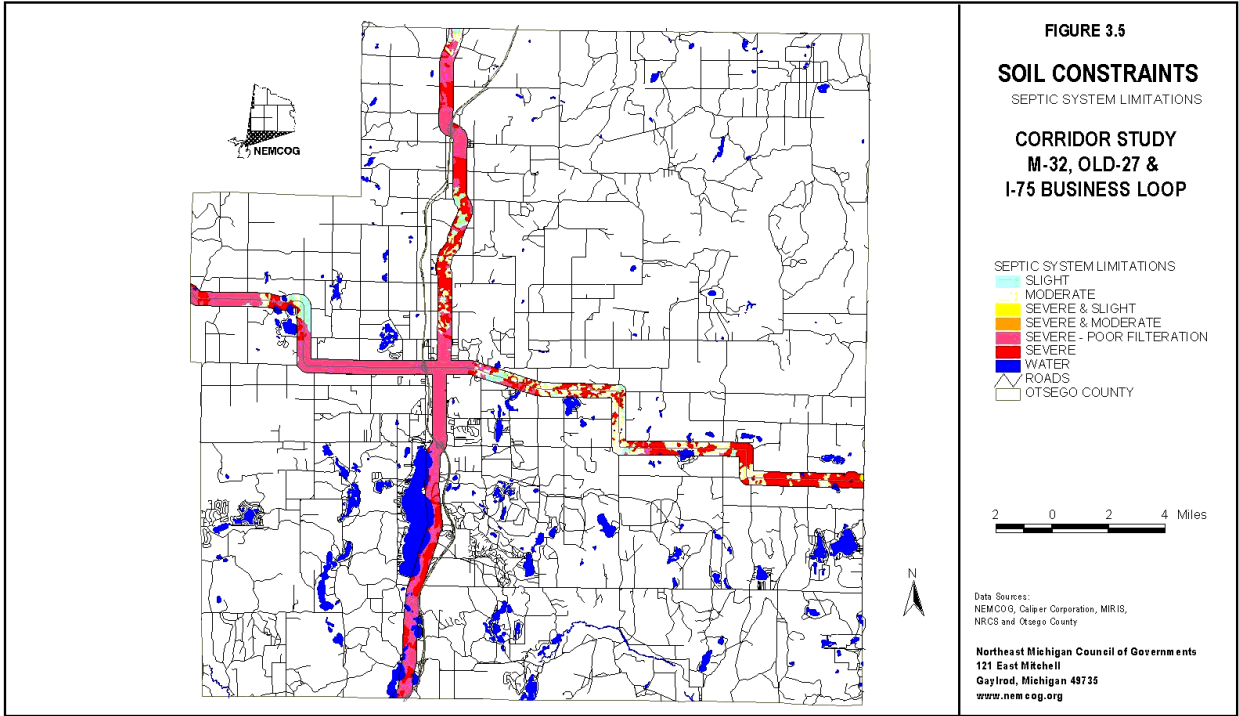 NEMCOG
FIGURE 3.5
SOIL CONSTRAINTS
SEPTIC SYSTEM LIMITATIONS
CORRIDOR STUDY
M-32, OLD-27 &
I-75 BUSINESS LOOP
SEPTIC SYSTEM LIMITATIONS
SLIGHT
MODERATE
SEVERE & SLIGHT
SEVERE & MODERATE
SEVERE - POOR FILTERATION
SEVERE
WATER
ROADS
OTSEGO COUNTY
2 0 2 4 Miles
N
Data Sources:
NEMCOG, Caliper Corporation, MIRIS,
NRCS and Otsego County
Northeast Michigan Council of Governments
121 East Mitchell
Gaylrod, Michigan 49735
www.nemcog.org